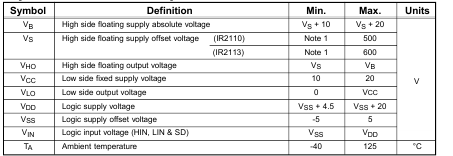 Symbol Definition Min. Max. Units
VB High side floating supply absolute voltage VS + 10 VS + 20
VS High side floating supply offset voltage (IR2110) Note 1 500
(IR2113) Note 1 600
VHO High side floating output voltage VS VB
VCC Low side fixed supply voltage 10 20 V
VLO Low side output voltage 0 VCC
VDD Logic supply voltage VSS + 4.5 VSS + 20
VSS Logic supply offset voltage -5 5
VIN Logic input voltage (HIN, LIN & SD) VSS VDD
TA Ambient temperature -40 125 °C